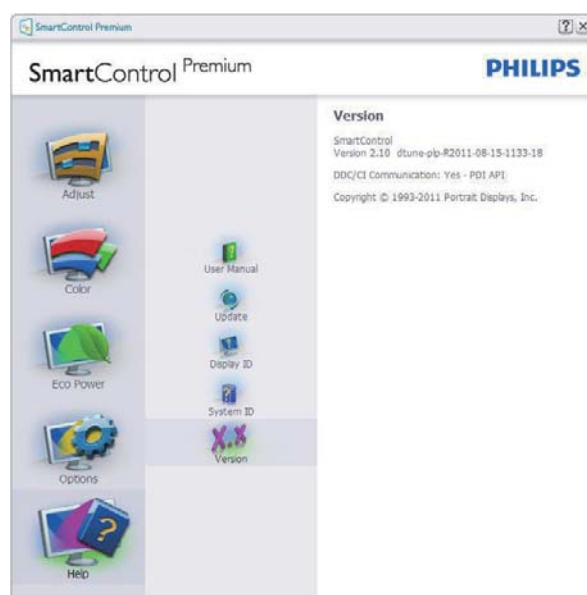 SmartControl Premium
SmartControl Premium
PHILIPS
Adjust
Color
Eco Power
Options
Help
User Manual
Update
Display ID
System ID
X.X
Version
Version
SmartControl
Version 2.10 dtune-plp-R2011-08-15-1133-18
DDC/CI Communication: Yes - PDI API
Copyright © 1993-2011 Portrait Displays, Inc.